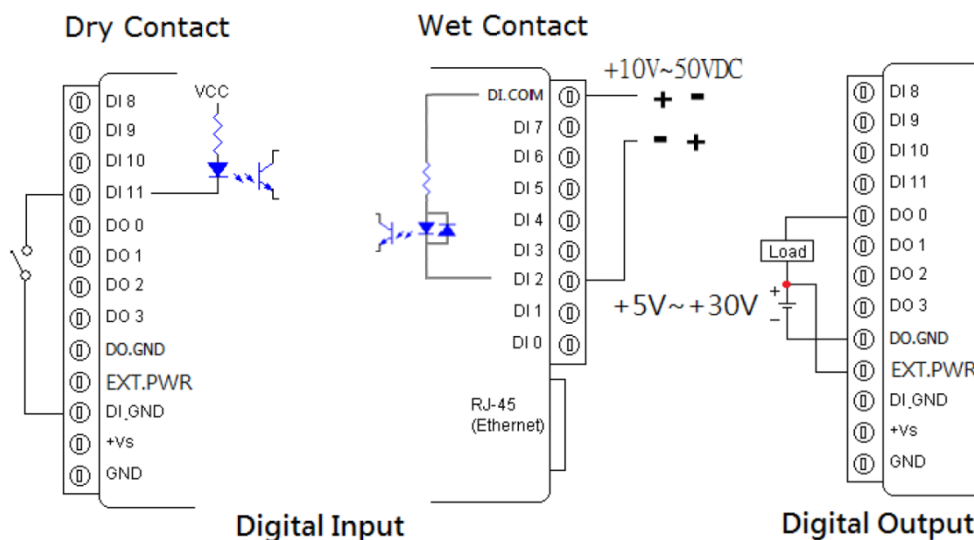 Dry Contact
DI 8
DI 9
DI 10
DI 11
DO 0
DO 1
DO 2
DO 3
DO.GND
EXT.PWR
DI_GND
+Vs
GND
VCC
Wet Contact
DI.COM
DI 7
DI 6
DI 5
DI 4
DI 3
DI 2
DI 1
DI 0
RJ-45
(Ethernet)
+10V~50VDC
+ -
- +
Digital Input
DI 8
DI 9
DI 10
DI 11
DO 0
DO 1
DO 2
DO 3
DO.GND
EXT.PWR
DI_GND
+Vs
GND
Load
+5V~+30V
+
−
Digital Output